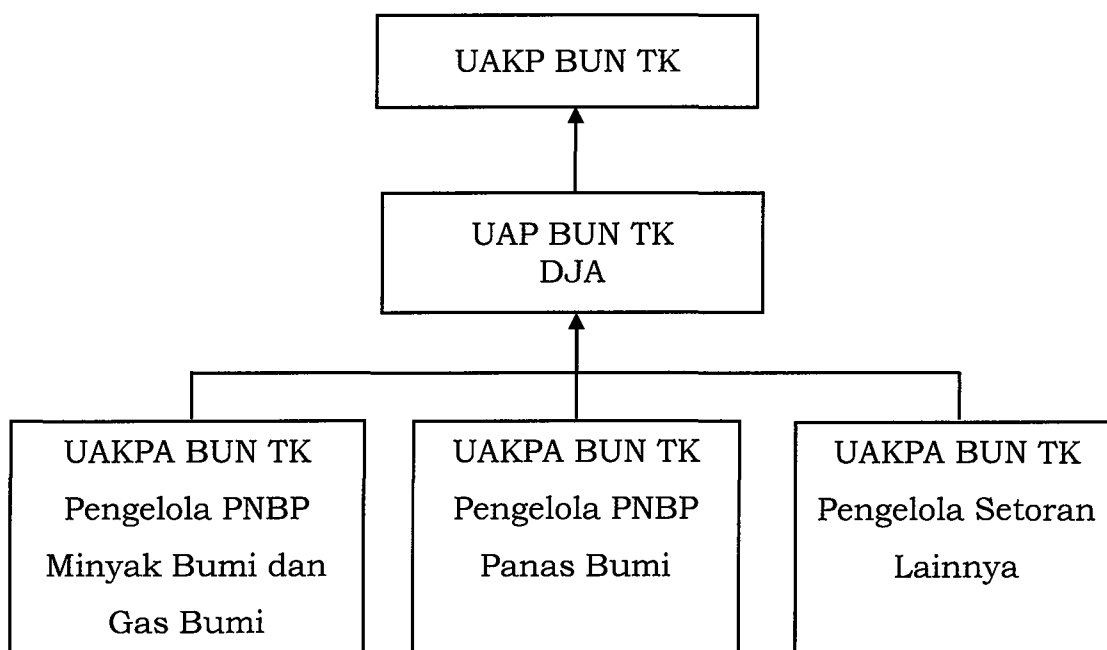 UAKP BUN TK
UAP BUN TK
DJA
UAKPA BUN TK
Pengelola PNBP
Minyak Bumi dan
Gas Bumi
UAKPA BUN TK
Pengelola PNBP
Panas Bumi
UAKPA BUN TK
Pengelola Setoran
Lainnya